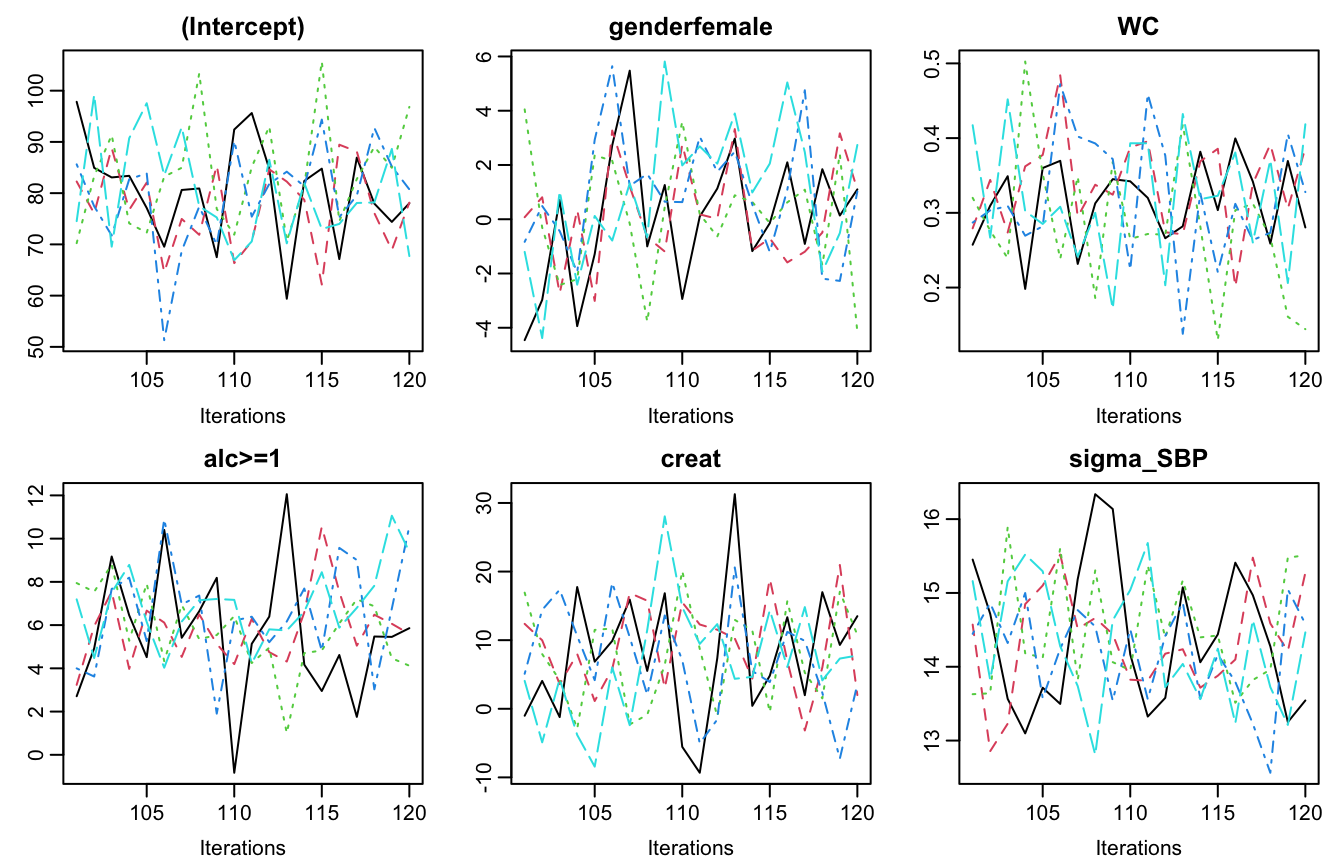 (Intercept)
50 60 70 80 90 100
105 110 115 120
Iterations
genderfemale
-4 -2 0 2 4 6
105 110 115 120
Iterations
WC
0.2 0.3 0.4 0.5
105 110 115 120
Iterations
alc>=1
0 2 4 6 8 10 12
105 110 115 120
Iterations
creat
-10 0 10 20 30
105 110 115 120
Iterations
sigma_SBP
13 14 15 16
105 110 115 120
Iterations